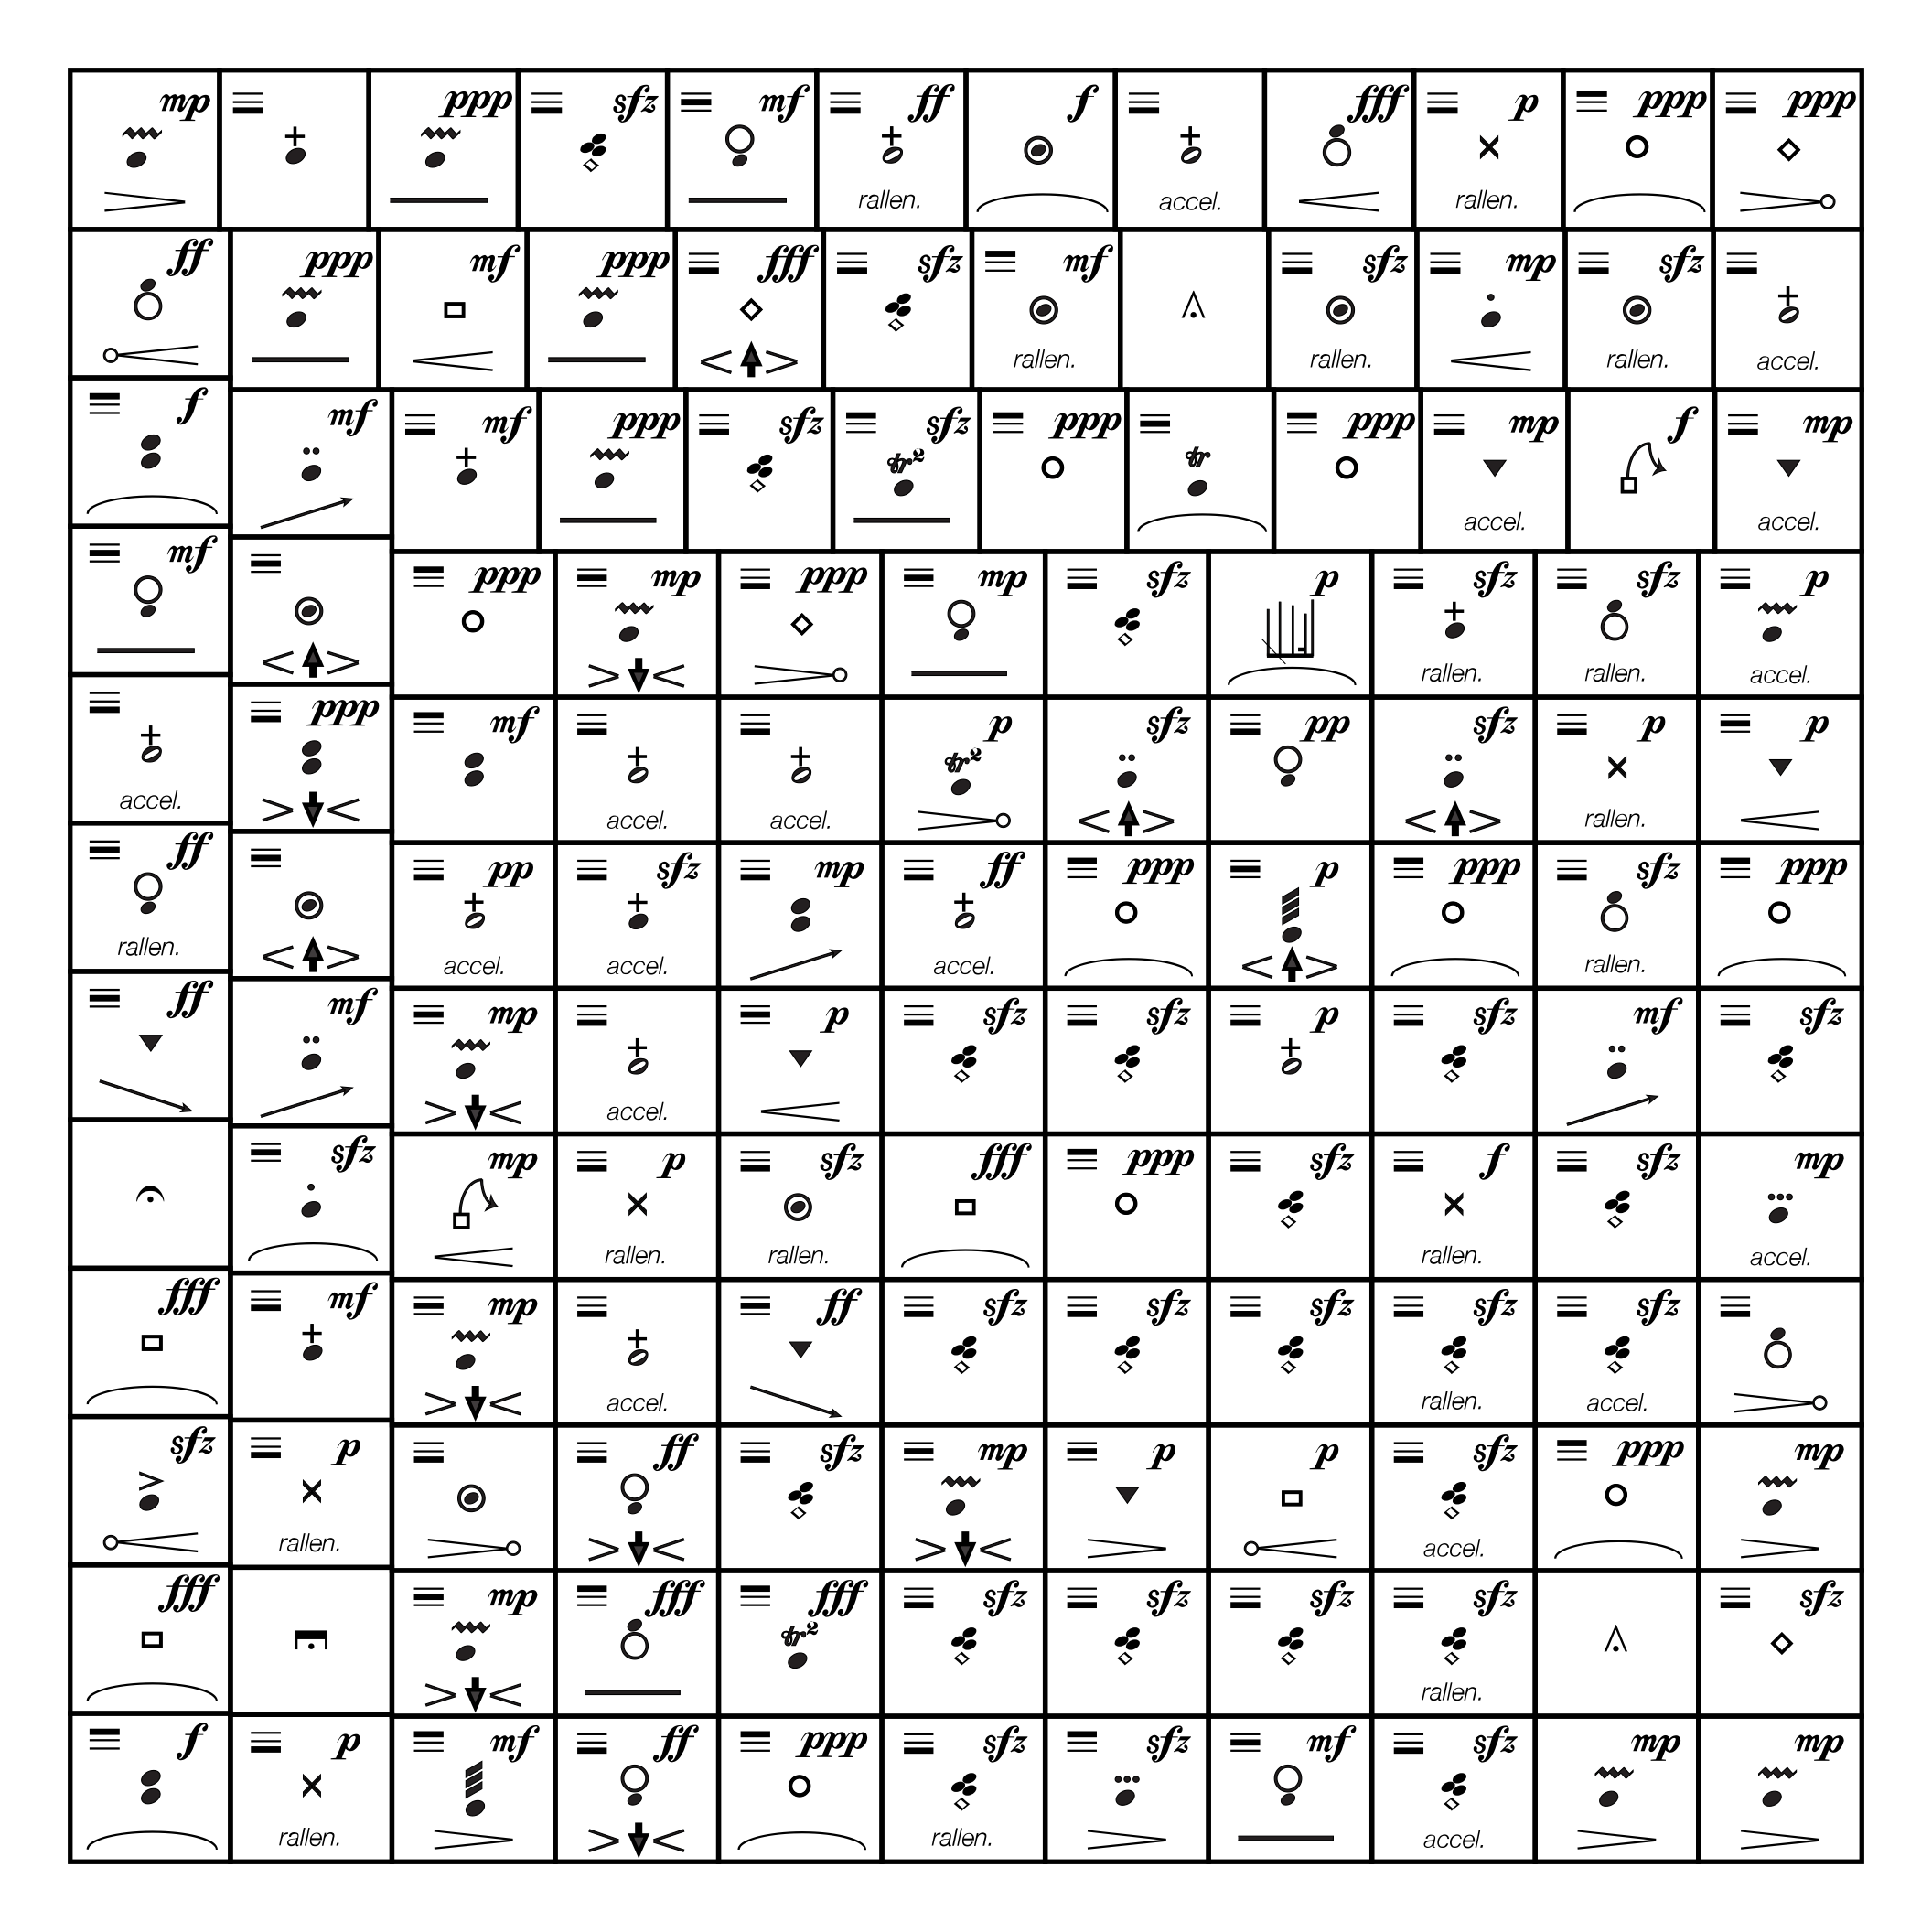 mp ppp sfz mf ff f fff p ppp ppp
rallen. accel. rallen.
ff ppp mf ppp fff sfz mf sfz mp sfz
rallen. rallen. rallen. accel.
f mf mf ppp sfz sfz ppp ppp mp f mp
tr2 tr
accel. accel.
mf ppp mp ppp mp sfz p sfz sfz p
rallen. rallen. accel.
ppp mf p sfz pp sfz p p
tr2
accel. accel. accel. rallen.
ff pp sfz mp ff ppp p ppp sfz ppp
rallen. accel. accel. accel. rallen.
ff mf mp p sfz sfz p sfz mf sfz
accel.
sfz mp p sfz fff ppp sfz f sfz mp
rallen. rallen. rallen. accel.
fff mf mp ff sfz sfz sfz sfz sfz
accel. rallen. accel.
sfz p ff sfz mp p p sfz ppp mp
rallen. accel.
fff mp fff fff sfz sfz sfz sfz sfz
tr2
rallen.
f p mf ff ppp sfz sfz mf sfz mp mp
rallen. rallen. accel.